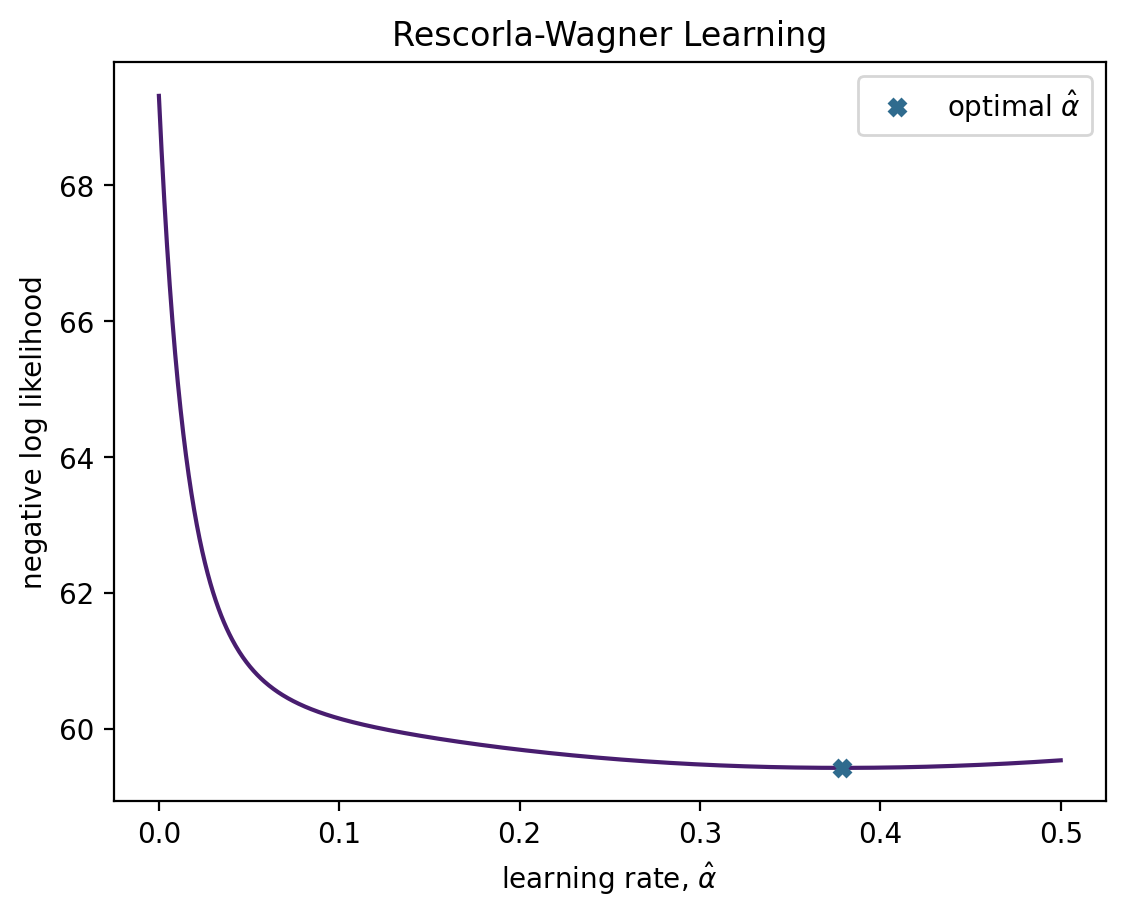 Rescorla-Wagner Learning
optimal α̂
negative log likelihood
68
66
64
62
60
0.0 0.1 0.2 0.3 0.4 0.5
learning rate, α̂